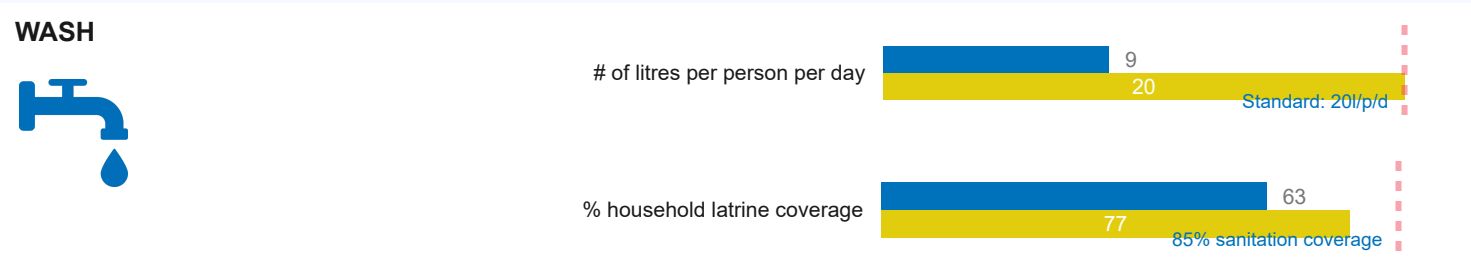 WASH
# of litres per person per day
9
20
Standard: 20l/p/d
% household latrine coverage
63
77
85% sanitation coverage